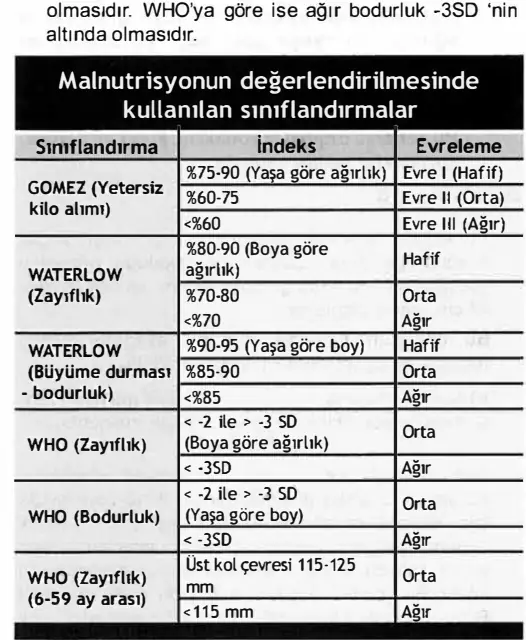 olmasıdır. WHO'ya göre ise ağır bodurluk -3SD 'nin
altında olmasıdır.
Malnutrisyonun değerlendirilmesinde
kullanılan sınıflandırmalar
Sınıflandırma İndeks Evreleme
GOMEZ (Yetersiz
kilo alımı)
%75-90 (Yaşa göre ağırlık) Evre I (Hafif)
%60-75 Evre II (Orta)
<%60 Evre III (Ağır)
WATERLOW
(Zayıflık)
%80-90 (Boya göre
ağırlık)
Hafif
%70-80 Orta
<%70 Ağır
WATERLOW
(Büyüme durması
- bodurluk)
%90-95 (Yaşa göre boy) Hafif
%85-90 Orta
<%85 Ağır
WHO (Zayıflık)
< -2 ile > -3 SD
(Boya göre ağırlık)
Orta
< -3SD Ağır
WHO (Bodurluk)
< -2 ile > -3 SD
(Yaşa göre boy)
Orta
< -3SD Ağır
WHO (Zayıflık)
(6-59 ay arası)
Üst kol çevresi 115-125
mm
Orta
<115 mm Ağır